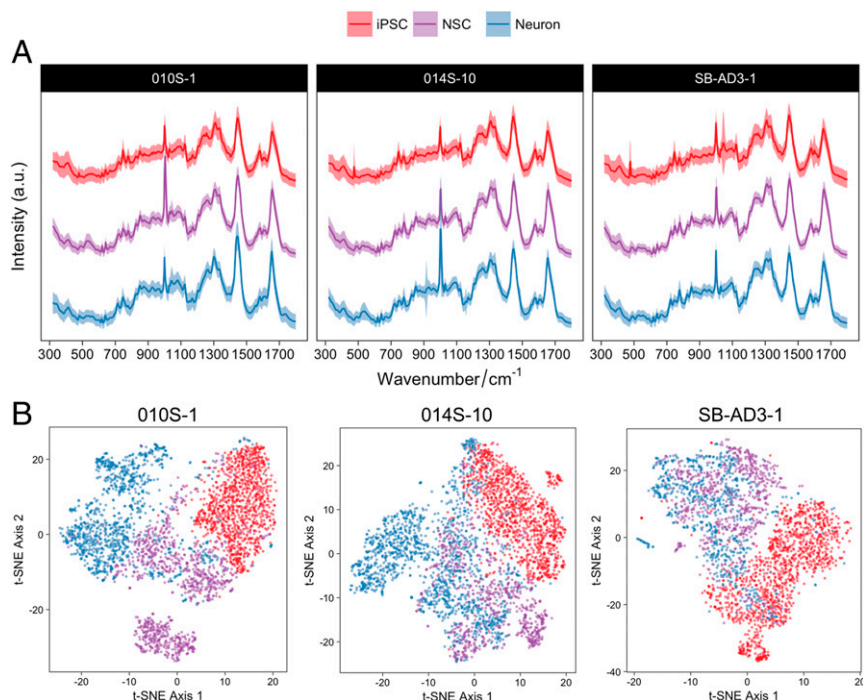 iPSC NSC Neuron
A
010S-1 014S-10 SB-AD3-1
Intensity (a.u.)
300 500 700 900 1100 1300 1500 1700 300 500 700 900 1100 1300 1500 1700 300 500 700 900 1100 1300 1500 1700
Wavenumber/cm⁻¹
B
010S-1 014S-10 SB-AD3-1
t-SNE Axis 2
20
0
-20
-20 -10 0 10 20
t-SNE Axis 1
t-SNE Axis 2
20
10
0
-10
-20
-30
-20 -10 0 10 20
t-SNE Axis 1
t-SNE Axis 2
20
0
-20
-40
-20 -10 0 10 20
t-SNE Axis 1